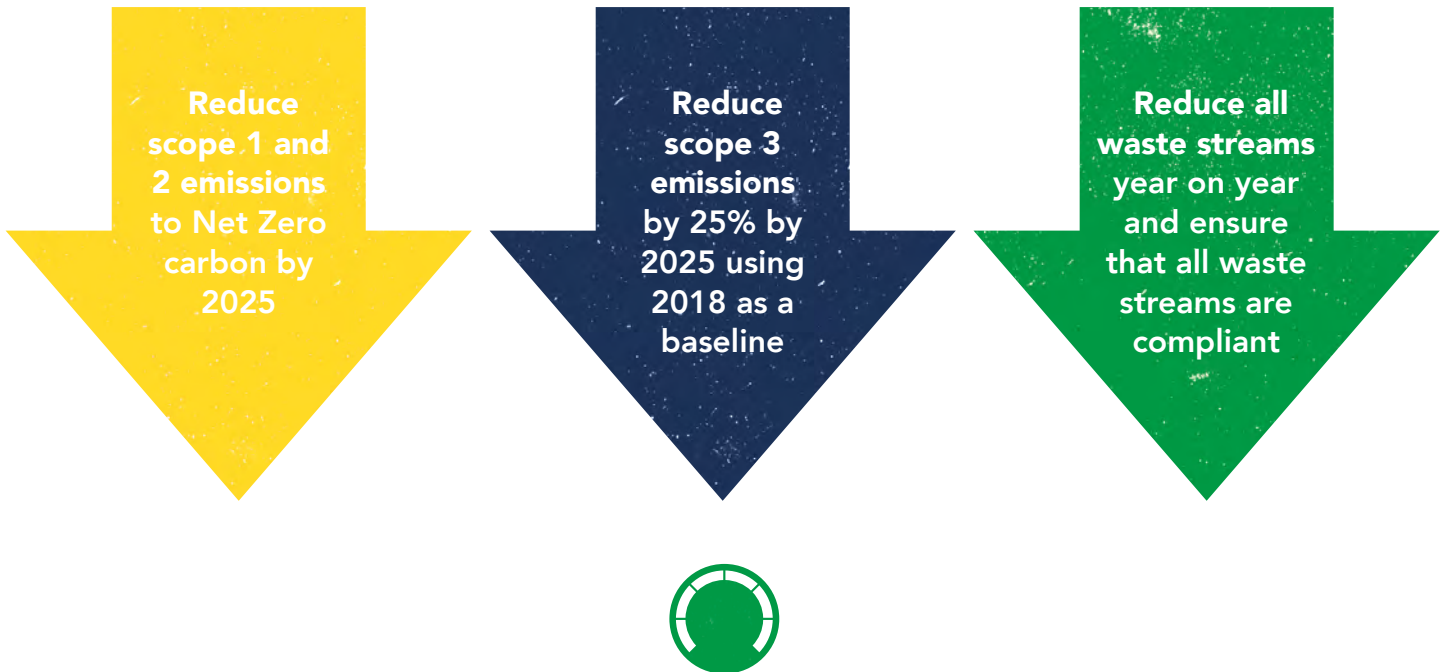 Reduce
scope 1 and
2 emissions
to Net Zero
carbon by
2025
Reduce
scope 3
emissions
by 25% by
2025 using
2018 as a
baseline
Reduce all
waste streams
year on year
and ensure
that all waste
streams are
compliant